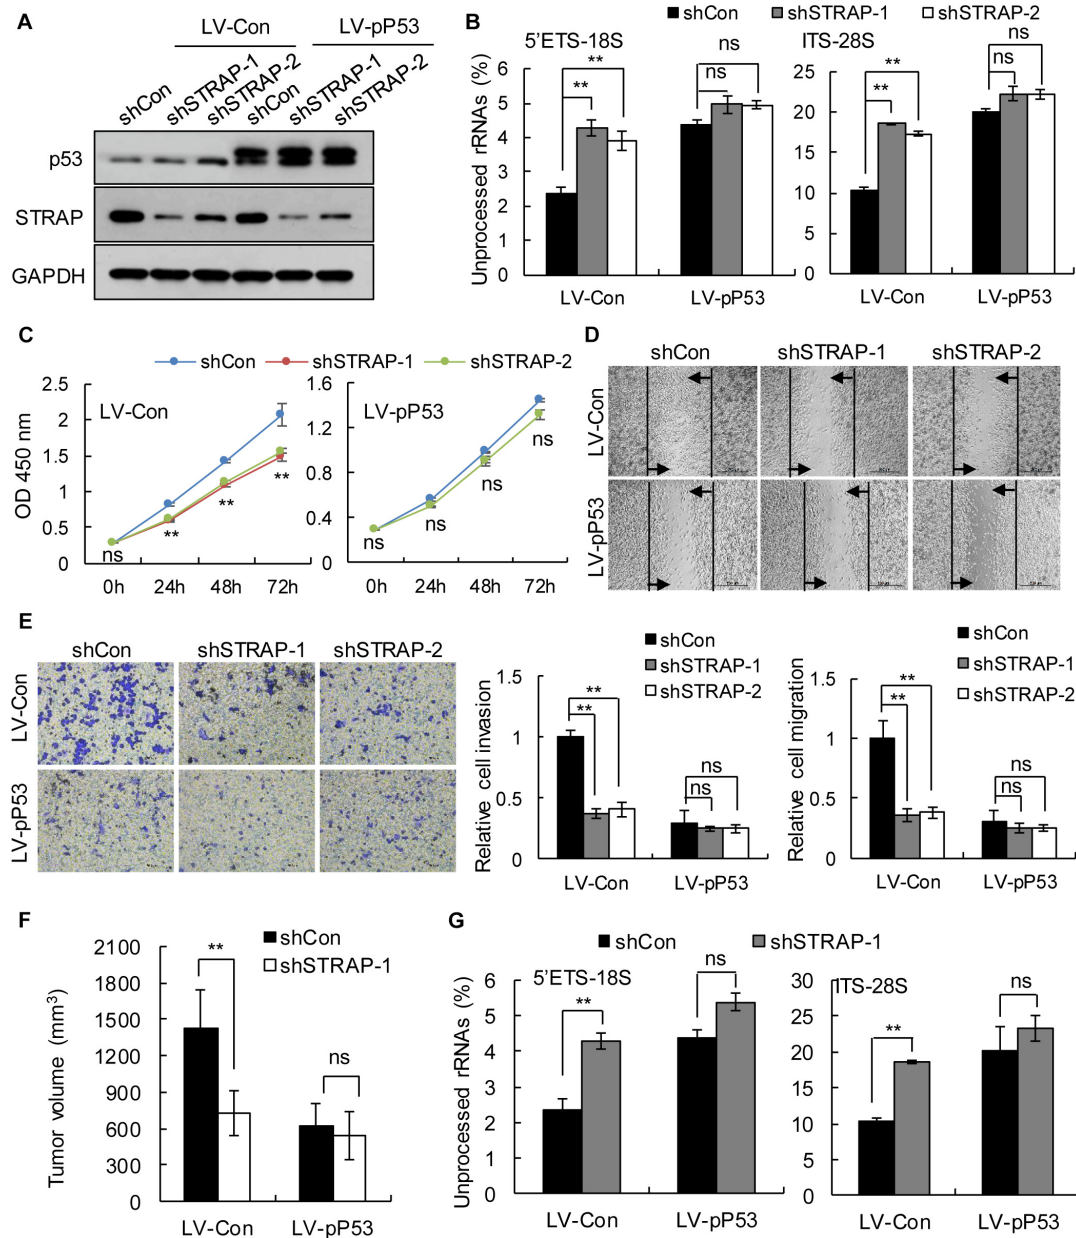 A
LV-Con
LV-pP53
shCon
shSTRAP-1
shSTRAP-2
shCon
shSTRAP-1
shSTRAP-2
p53
STRAP
GAPDH
B
shCon
shSTRAP-1
shSTRAP-2
5'ETS-18S
Unprocessed rRNAs (%)
6
5
4
3
2
1
0
**
**
ns
ns
LV-Con
LV-pP53
ITS-28S
25
20
15
10
5
0
**
**
ns
ns
LV-Con
LV-pP53
C
shCon
shSTRAP-1
shSTRAP-2
OD 450 nm
LV-Con
2.5
2
1.5
1
0.5
0
ns
**
**
**
0h
24h
48h
72h
LV-pP53
1.6
1.2
0.8
0.4
0
ns
ns
ns
ns
0h
24h
48h
72h
D
shCon
shSTRAP-1
shSTRAP-2
LV-Con
LV-pP53
E
shCon
shSTRAP-1
shSTRAP-2
LV-Con
LV-pP53
shCon
shSTRAP-1
shSTRAP-2
Relative cell invasion
1.5
1
0.5
0
**
**
ns
ns
LV-Con
LV-pP53
shCon
shSTRAP-1
shSTRAP-2
Relative cell migration
1.5
1
0.5
0
**
**
ns
ns
LV-Con
LV-pP53
F
shCon
shSTRAP-1
Tumor volume (mm³)
2100
1800
1500
1200
900
600
300
0
**
ns
LV-Con
LV-pP53
G
shCon
shSTRAP-1
5'ETS-18S
Unprocessed rRNAs (%)
6
5
4
3
2
1
0
**
ns
LV-Con
LV-pP53
ITS-28S
30
25
20
15
10
5
0
**
ns
LV-Con
LV-pP53